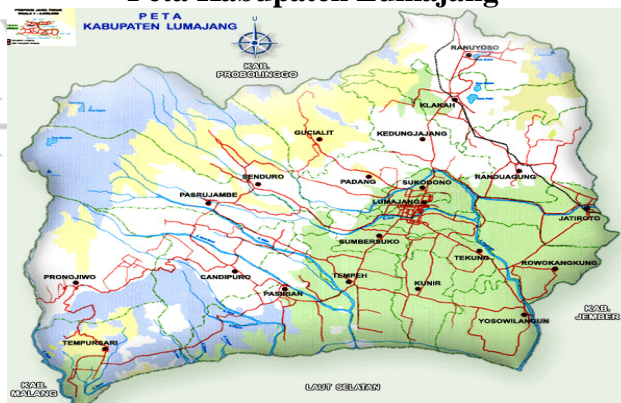 Peta Kabupaten Lumajang
PETA
KABUPATEN LUMAJANG
U
KAB.
PROBOLINGGO
RANUYOSO
KLAKAH
GUCIALIT
KEDUNGJAJANG
SENDURO
PADANG
SUKODONO
RANDUAGUNG
PASRUJAMBE
LUMAJANG
JATIROTO
SUMBERSUKO
TEKUNG
ROWOKANGKUNG
PRONOJIWO
CANDIPURO
TEMPEH
PASIRIAN
KUNIR
KAB.
JEMBER
YOSOWILANGUN
TEMPURSARI
KAB.
MALANG
LAUT SELATAN